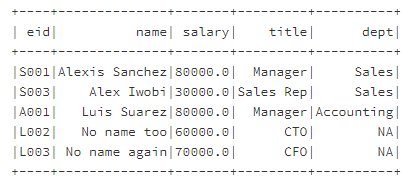 +----+--------------+-------+---------+----------+
| eid|          name| salary|    title|      dept|
+----+--------------+-------+---------+----------+
|S001|Alexis Sanchez|80000.0|  Manager|     Sales|
|S003|    Alex Iwobi|30000.0|Sales Rep|     Sales|
|A001|   Luis Suarez|80000.0|  Manager|Accounting|
|L002|   No name too|60000.0|      CTO|        NA|
|L003| No name again|70000.0|      CFO|        NA|
+----+--------------+-------+---------+----------+